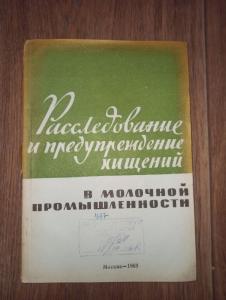 Расследование
и предупреждение
хищений
В МОЛОЧНОЙ
ПРОМЫШЛЕННОСТИ
Москва—1969